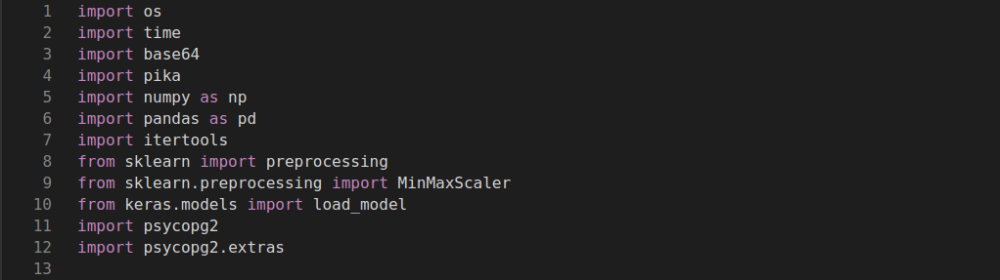 1 import os
2 import time
3 import base64
4 import pika
5 import numpy as np
6 import pandas as pd
7 import itertools
8 from sklearn import preprocessing
9 from sklearn.preprocessing import MinMaxScaler
10 from keras.models import load_model
11 import psycopg2
12 import psycopg2.extras
13